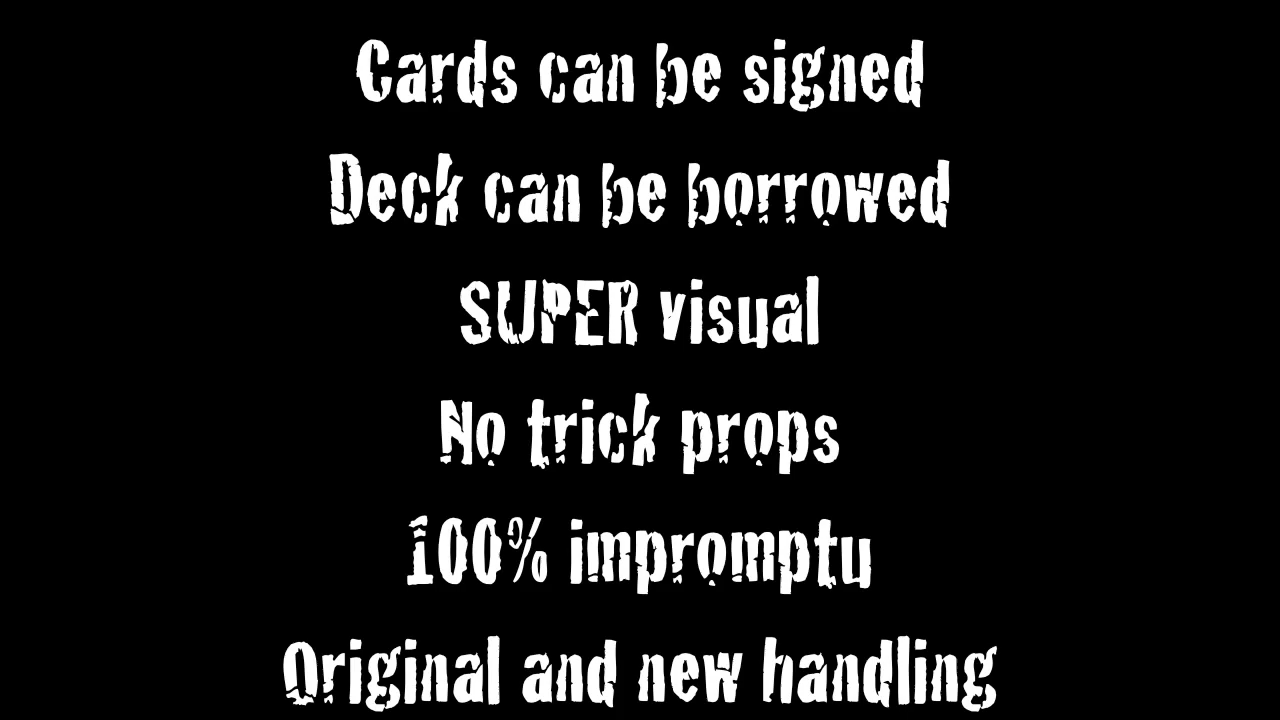 Cards can be signed
Deck can be borrowed
SUPER visual
No trick props
100% impromptu
Original and new handling